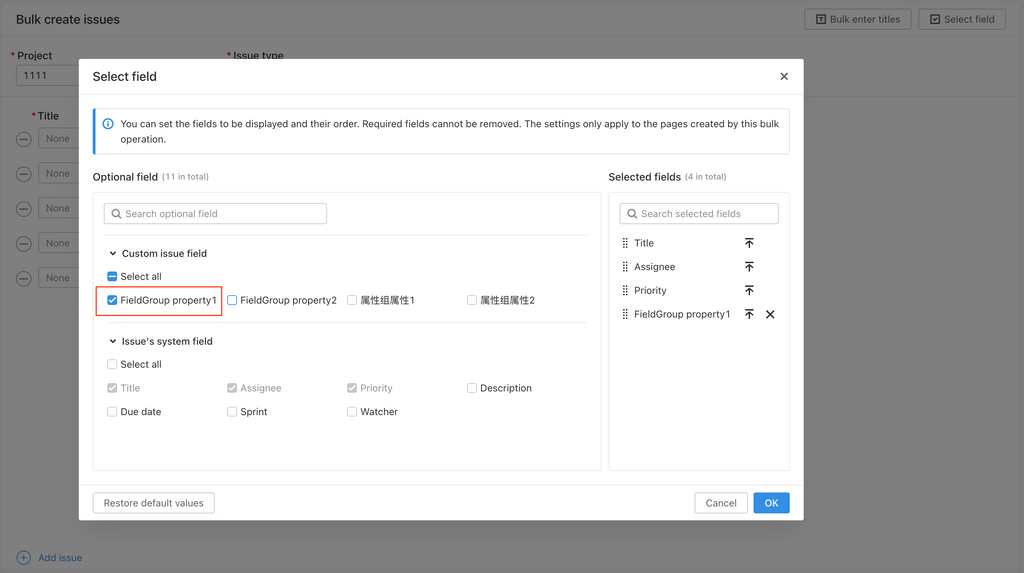 Bulk create issues
Bulk enter titles
Select field
* Project
* Issue type
1111
* Title
None
None
None
None
None
Add issue
Select field
You can set the fields to be displayed and their order. Required fields cannot be removed. The settings only apply to the pages created by this bulk
operation.
Optional field (11 in total)
Search optional field
Custom issue field
Select all
FieldGroup property1
FieldGroup property2
属性组属性1
属性组属性2
Issue's system field
Select all
Title
Assignee
Priority
Description
Due date
Sprint
Watcher
Selected fields (4 in total)
Search selected fields
Title
Assignee
Priority
FieldGroup property1
Restore default values
Cancel
OK